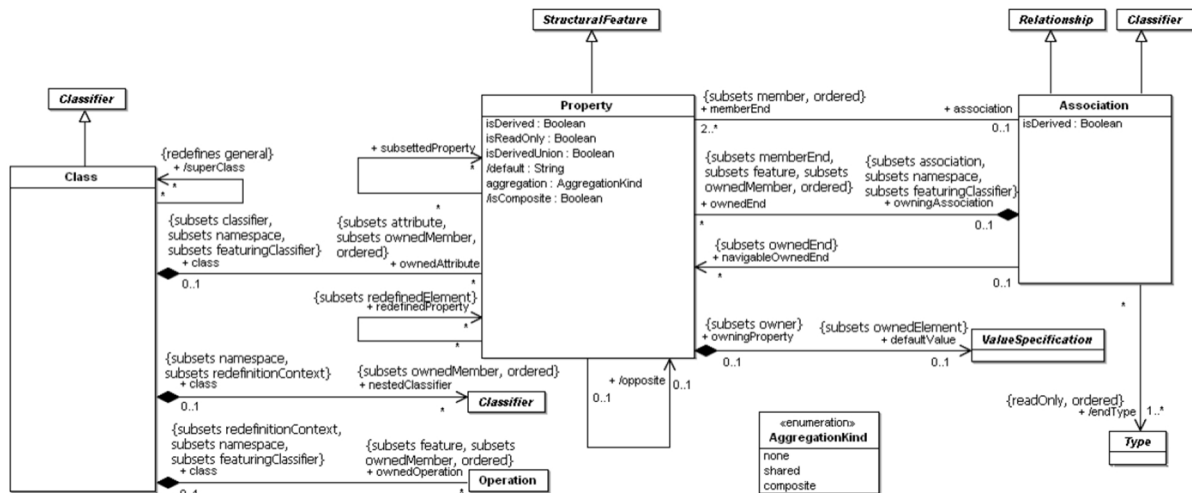 StructuralFeature
Relationship
Classifier
Classifier
Property
isDerived : Boolean
isReadOnly : Boolean
isDerivedUnion : Boolean
/default : String
aggregation : AggregationKind
/isComposite : Boolean
{subsets member, ordered}
+ memberEnd
+ association
2..*
0..1
Association
isDerived : Boolean
Class
{redefines general}
+ /superClass
*
*
+ subsettedProperty
*
*
{subsets memberEnd,
subsets feature, subsets
ownedMember, ordered}
+ ownedEnd
*
{subsets association,
subsets namespace,
subsets featuringClassifier}
+ owningAssociation
0..1
{subsets classifier,
subsets namespace,
subsets featuringClassifier}
+ class
0..1
{subsets attribute,
subsets ownedMember,
ordered}
+ ownedAttribute
*
{subsets ownedEnd}
+ navigableOwnedEnd
*
0..1
{subsets redefinedElement}
+ redefinedProperty
*
*
{subsets owner}
+ owningProperty
0..1
{subsets ownedElement}
+ defaultValue
0..1
ValueSpecification
*
{subsets namespace,
subsets redefinitionContext}
+ class
0..1
{subsets ownedMember, ordered}
+ nestedClassifier
*
Classifier
+ /opposite
0..1
0..1
{readOnly, ordered}
+ /endType
1..*
Type
«enumeration»
AggregationKind
none
shared
composite
{subsets redefinitionContext,
subsets namespace,
subsets featuringClassifier}
+ class
0..1
{subsets feature, subsets
ownedMember, ordered}
+ ownedOperation
*
Operation